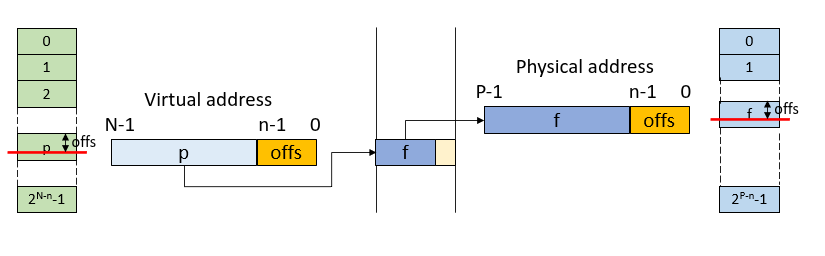 0
1
2
p
offs
2^N-n-1
Virtual address
N-1 n-1 0
p offs
f
Physical address
P-1 n-1 0
f offs
0
1
f
offs
2^P-n-1